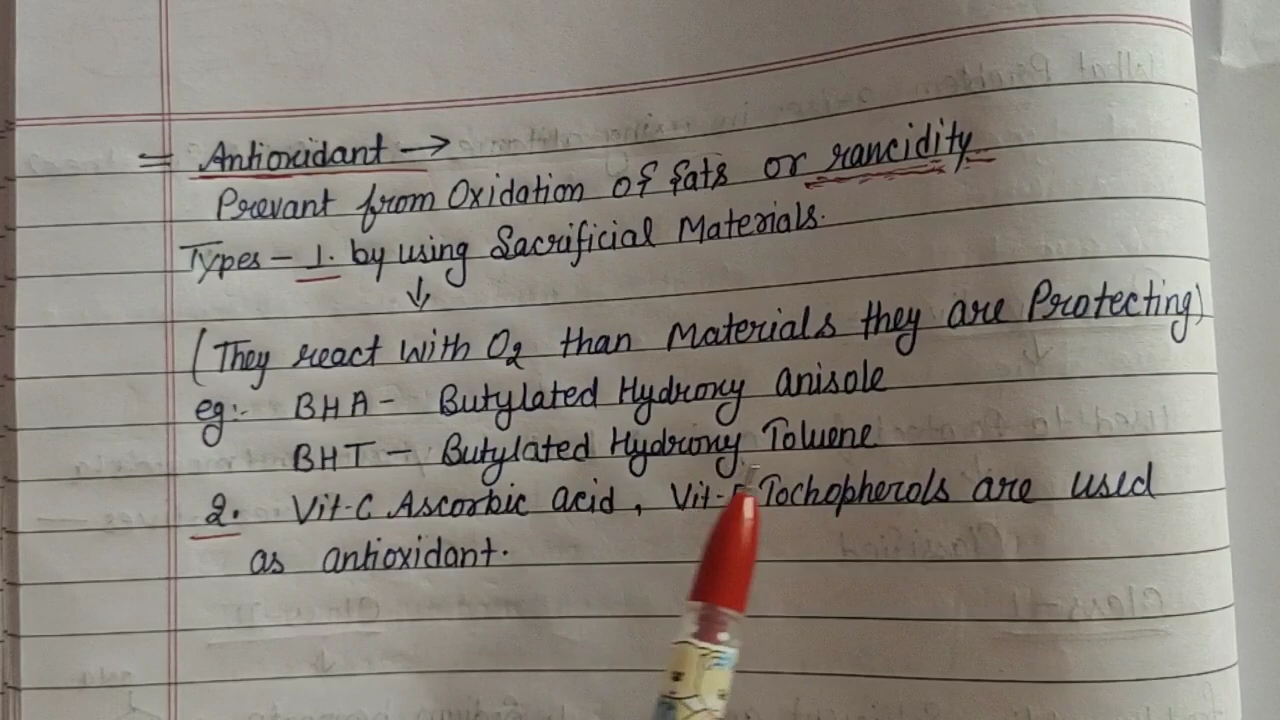 = Antioxidant →
Prevant from Oxidation of fats or rancidity
Types - 1. by using Sacrificial Materials.
↓
(They react with O2 than Materials they are Protecting)
eg:- BHA - Butylated Hydroxy anisole
BHT - Butylated Hydroxy Toluene
2. Vit-C Ascorbic acid, Tochopherols are used
as antioxidant.